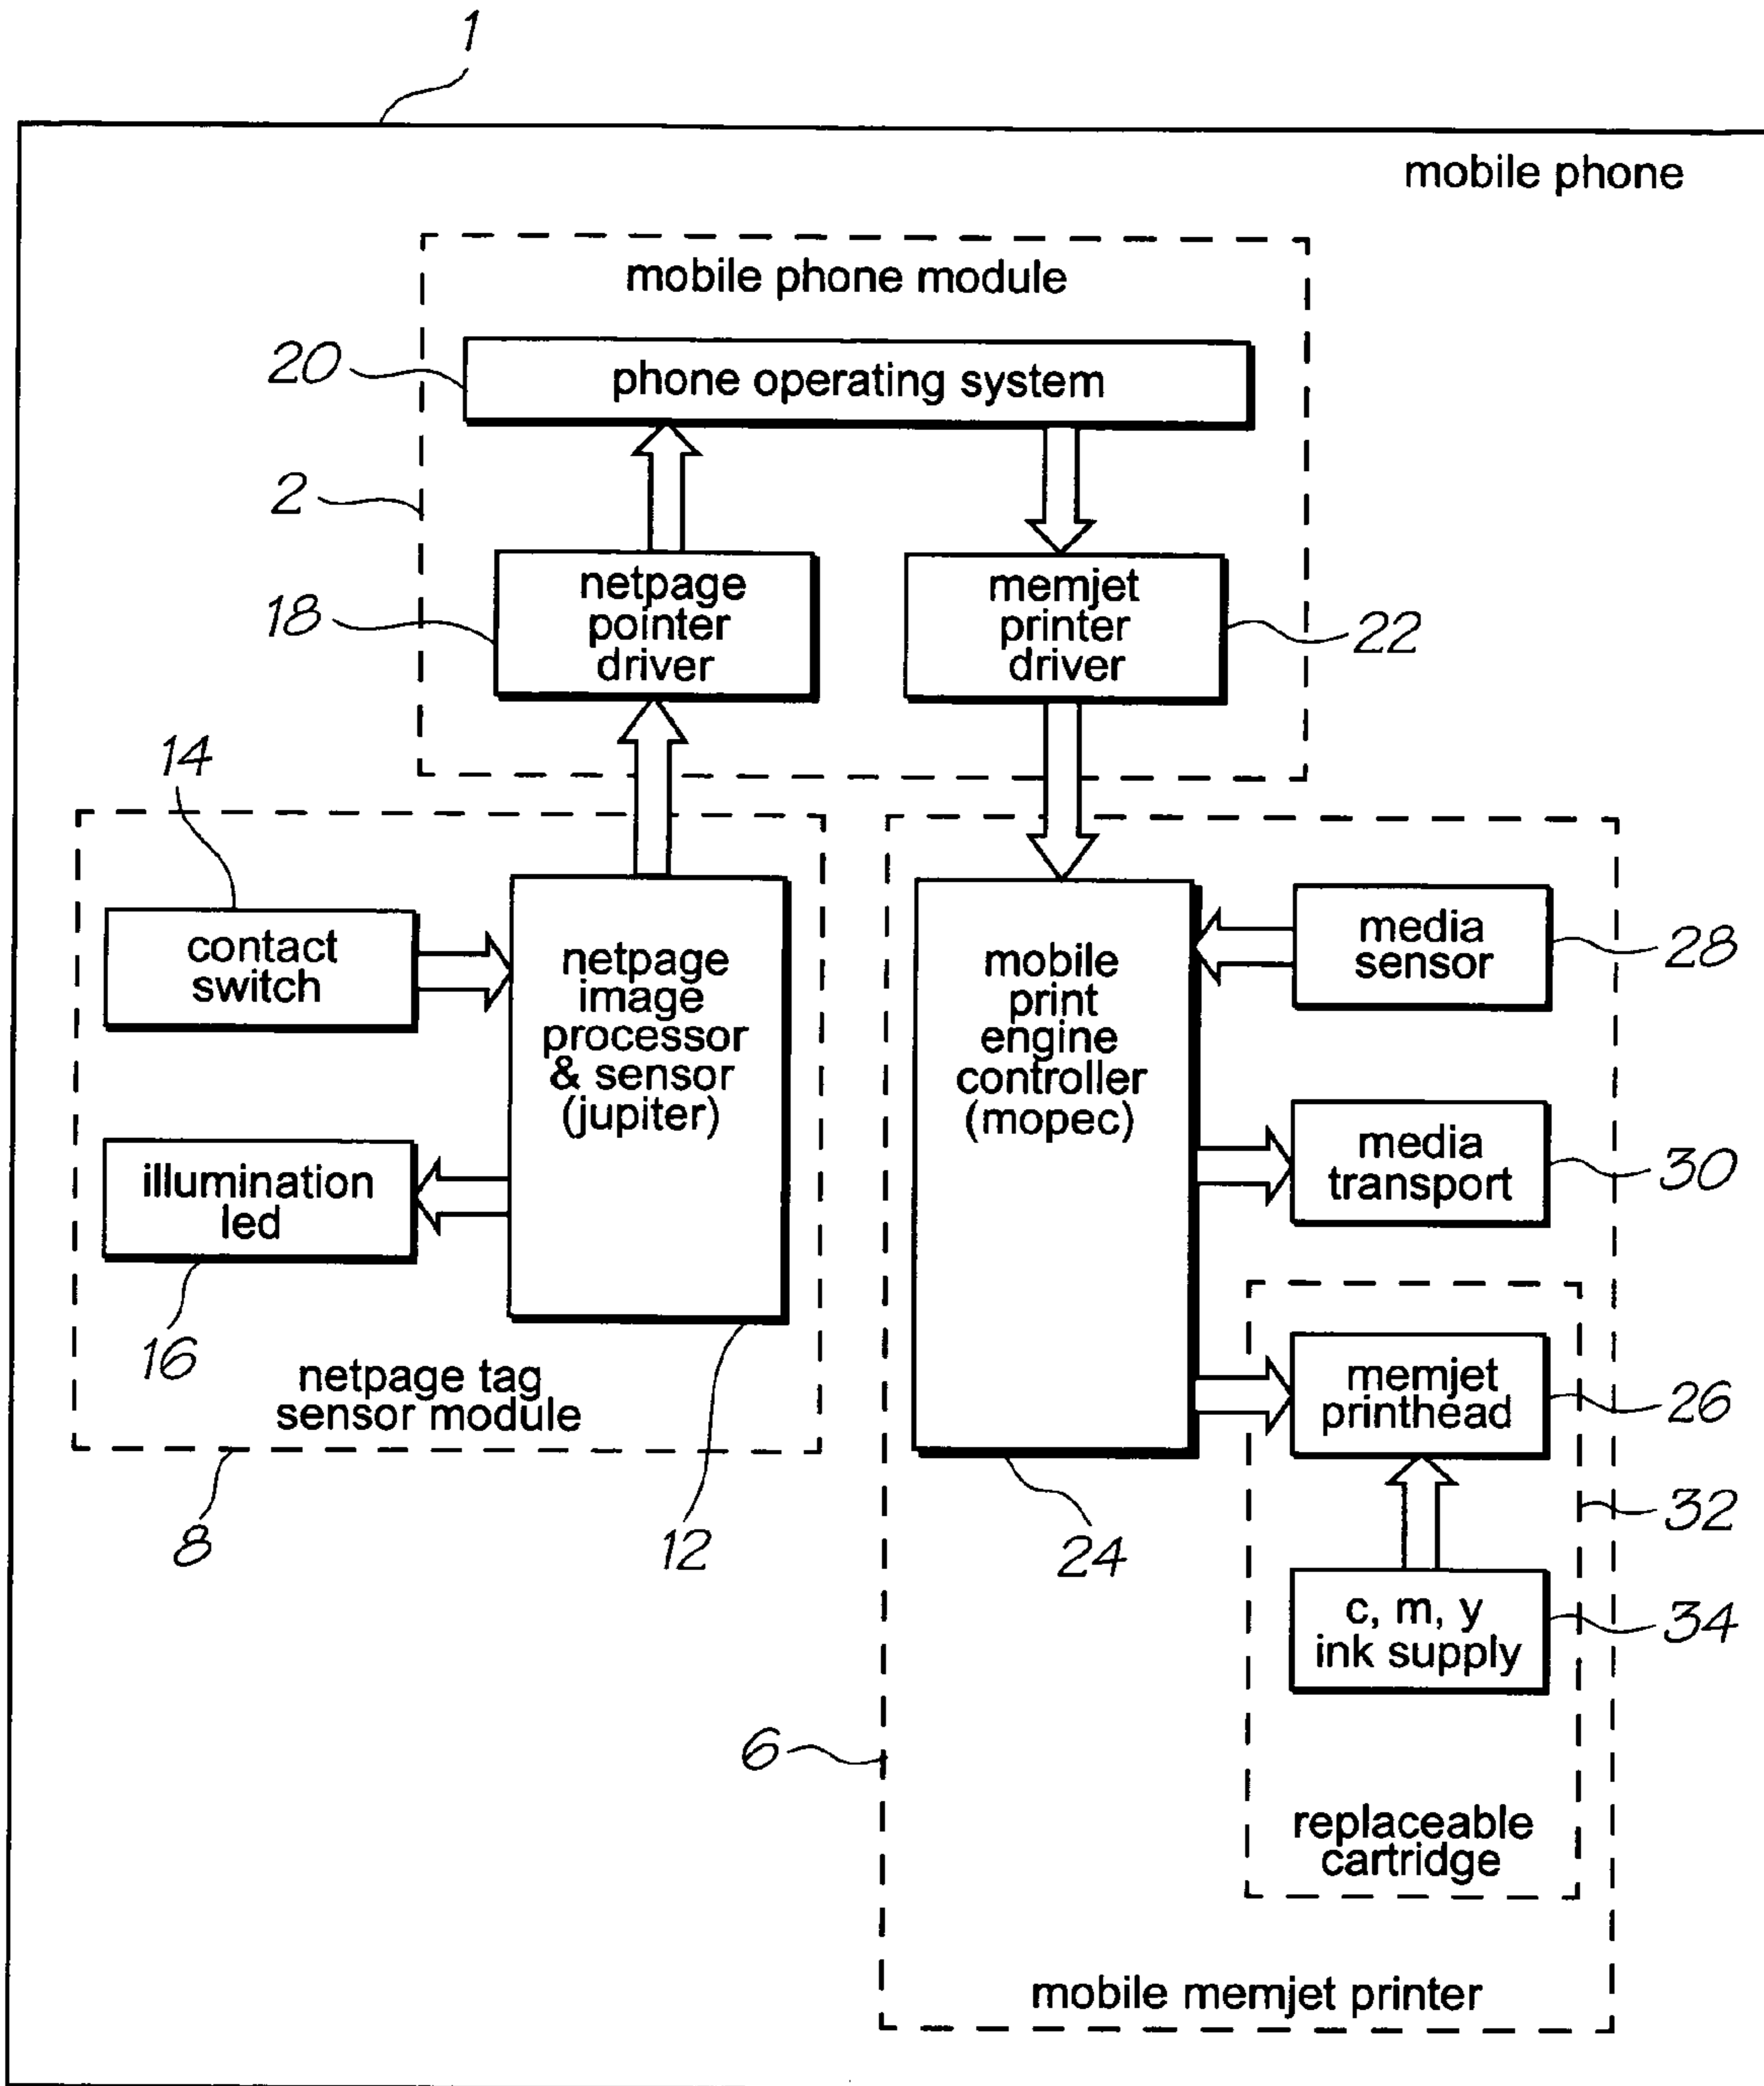 1
mobile phone
mobile phone module
20
phone operating system
2
18
netpage
pointer
driver
memjet
printer
driver
22
14
contact
switch
netpage
image
processor
& sensor
(jupiter)
illumination
led
16
netpage tag
sensor module
8
12
mobile
print
engine
controller
(mopec)
24
media
sensor
28
media
transport
30
memjet
printhead
26
32
c, m, y
ink supply
34
6
replaceable
cartridge
mobile memjet printer